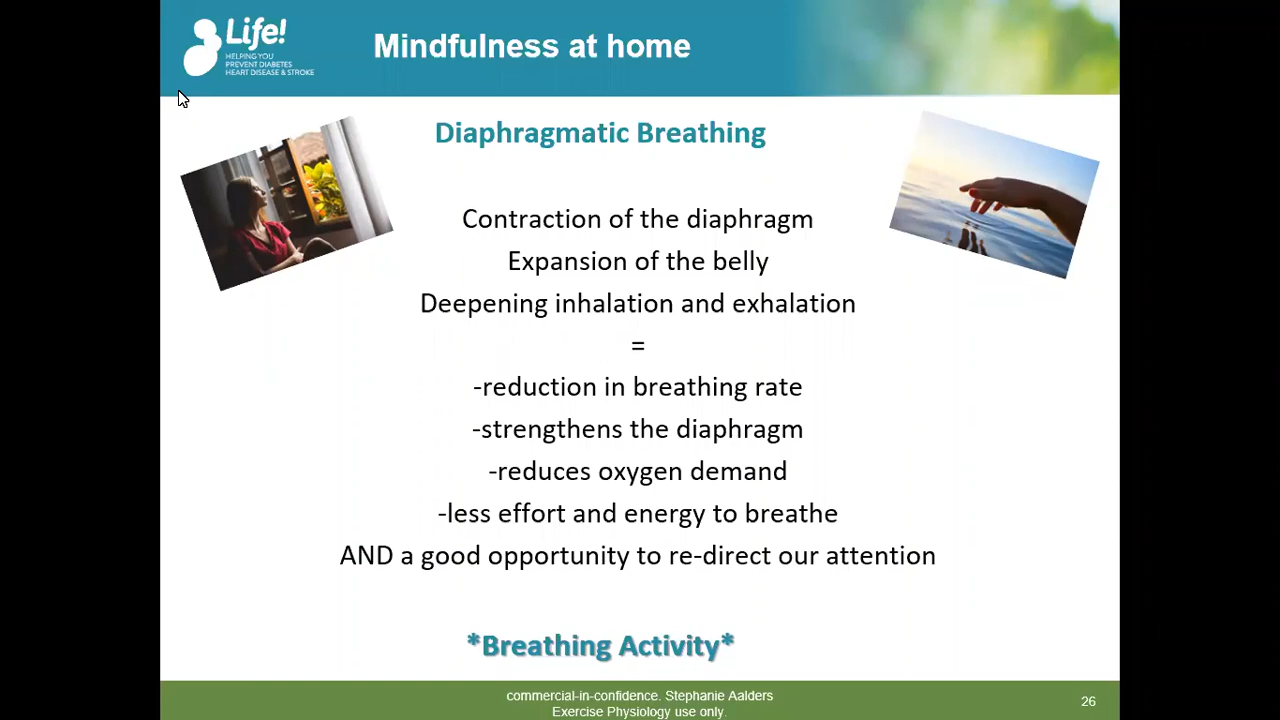 Life!
HELPING YOU
PREVENT DIABETES
HEART DISEASE & STROKE
Mindfulness at home
Diaphragmatic Breathing
Contraction of the diaphragm
Expansion of the belly
Deepening inhalation and exhalation
=
-reduction in breathing rate
-strengthens the diaphragm
-reduces oxygen demand
-less effort and energy to breathe
AND a good opportunity to re-direct our attention
*Breathing Activity*
commercial-in-confidence. Stephanie Aalders
Exercise Physiology use only.
26